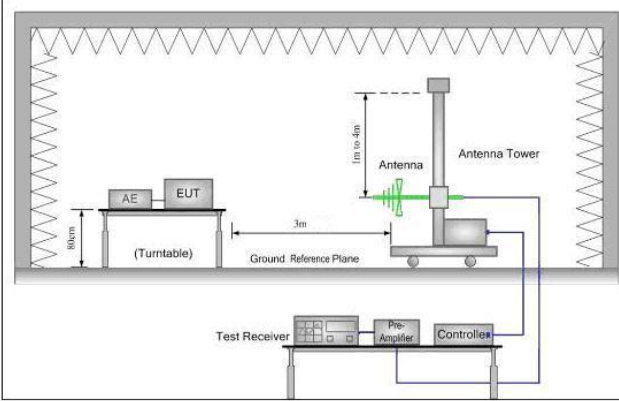 1m to 4m
Antenna
Antenna Tower
AE
EUT
3m
80cm
(Turntable)
Ground Reference Plane
Test Receiver
Pre-
Amplifier
Controller